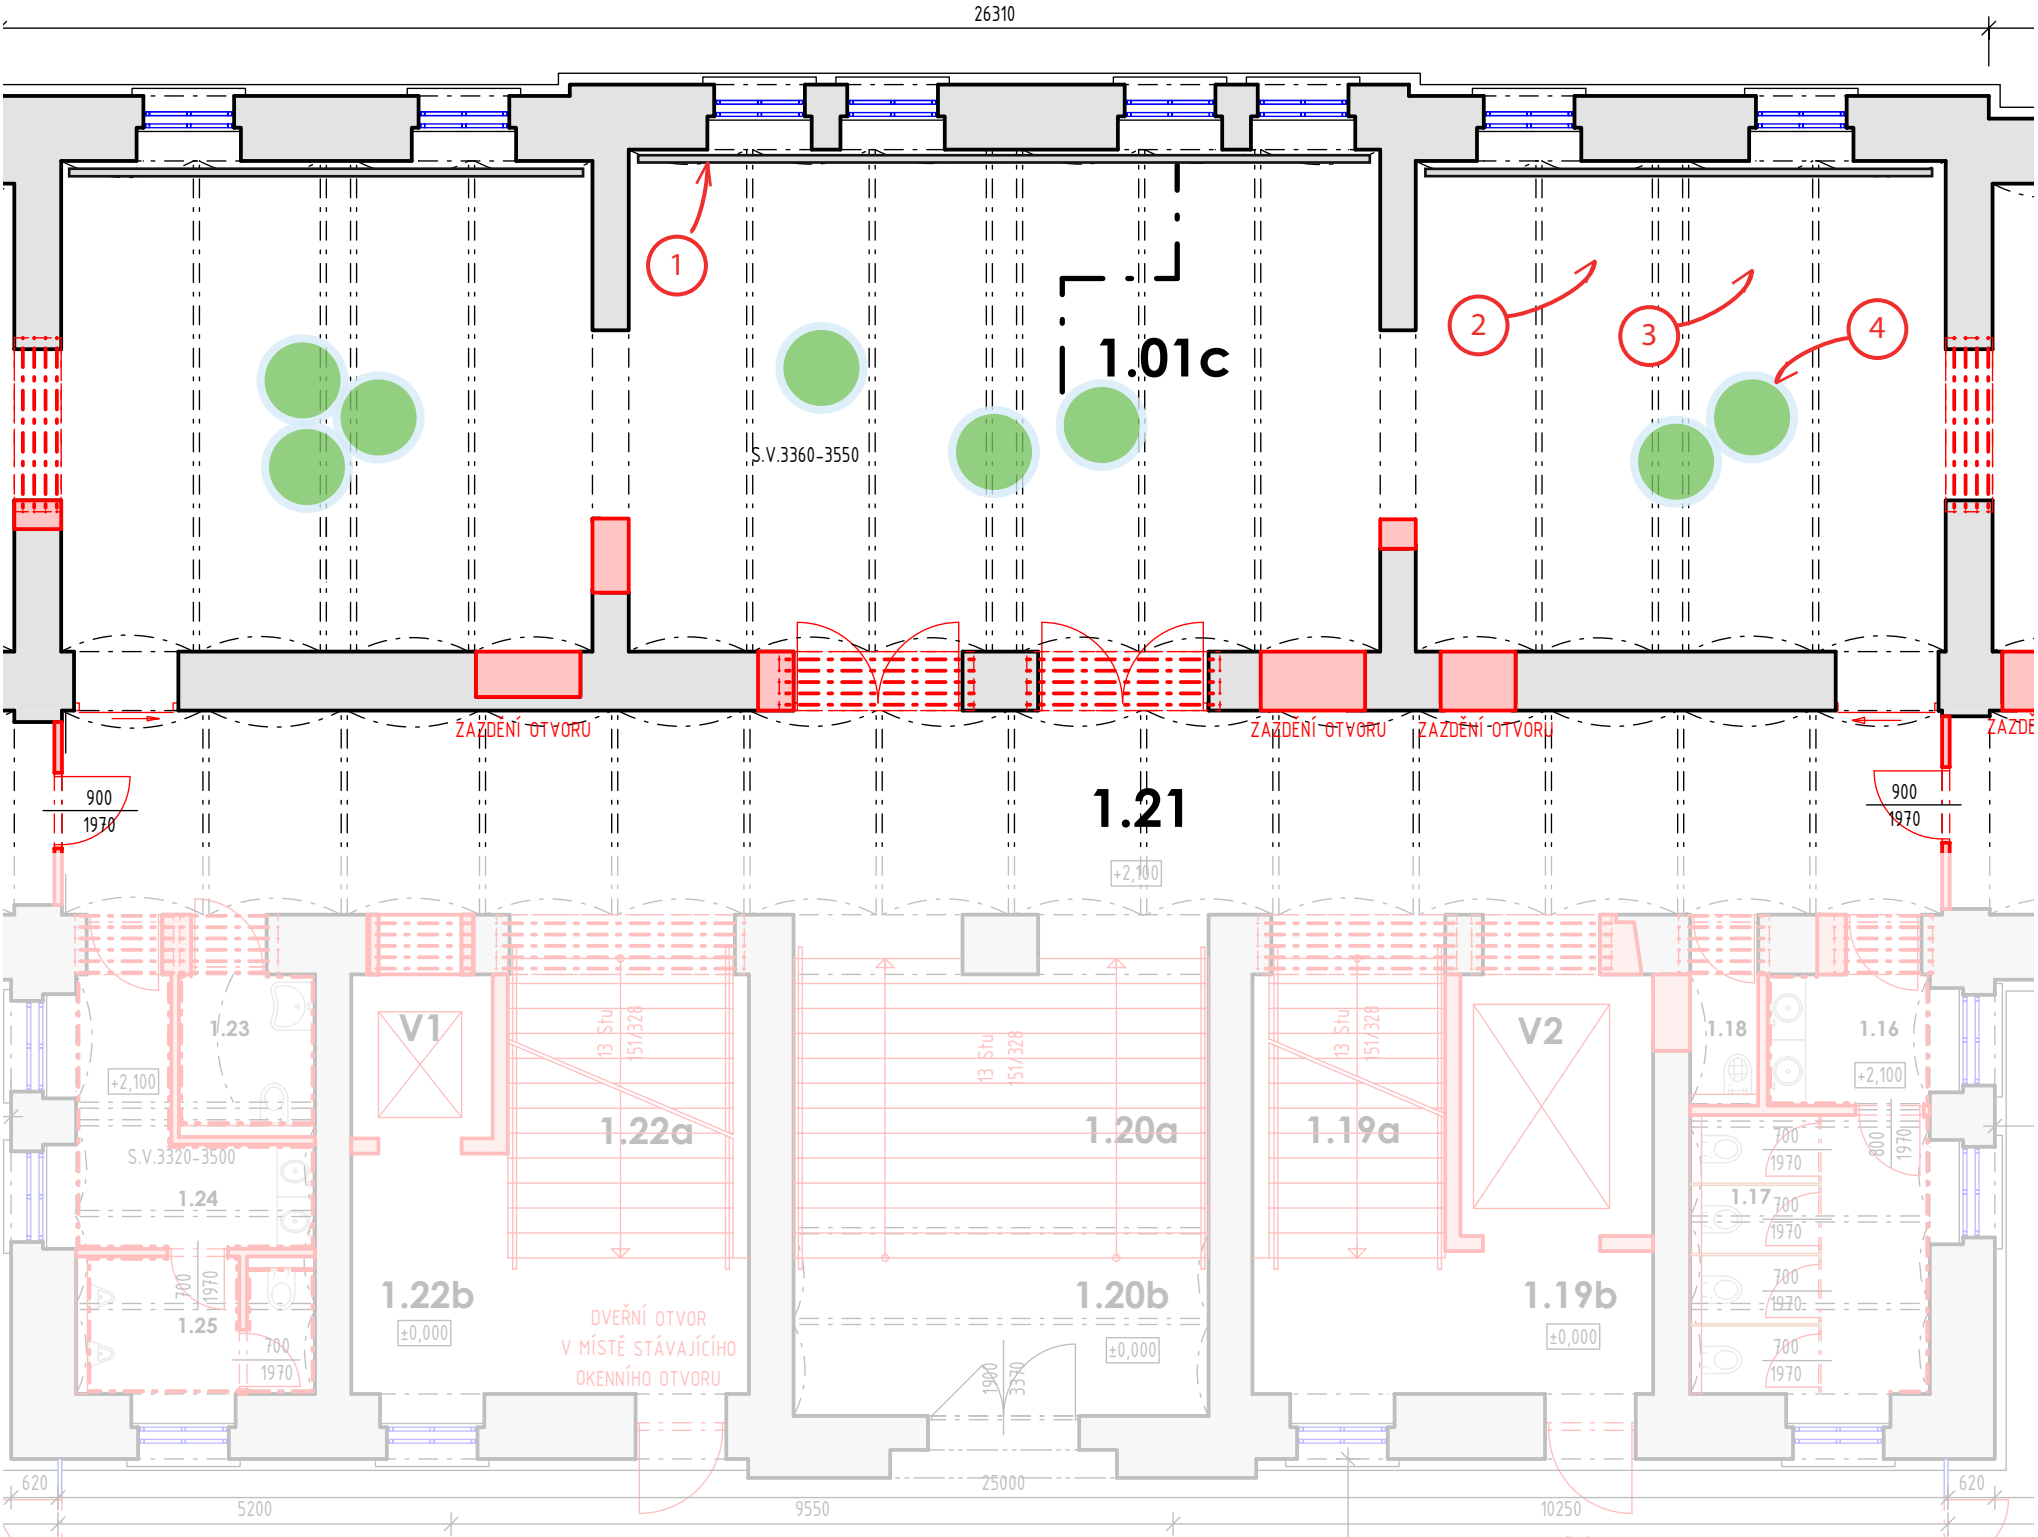 26310
1
2
3
4
1.01c
S.V.3360-3550
ZAZDĚNÍ OTVORU
ZAZDĚNÍ OTVORU
ZAZDĚNÍ OTVORU
ZAZDĚ
900
1970
1.21
900
1970
+2,100
1.23
V1
13 Stu
151/328
13 Stu
151/328
13 Stu
151/328
V2
1.18
1.16
+2,100
+2,100
1.22a
1.20a
1.19a
700
1970
800
1970
S.V.3320-3500
1.24
1.17
700
1970
700
1970
1.22b
±0,000
1.20b
±0,000
1.19b
±0,000
700
1970
1.25
DVEŘNÍ OTVOR
V MÍSTĚ STÁVAJÍCÍHO
OKENNÍHO OTVORU
700
1970
1900
3370
700
1970
620
25000
620
5200
9550
10250